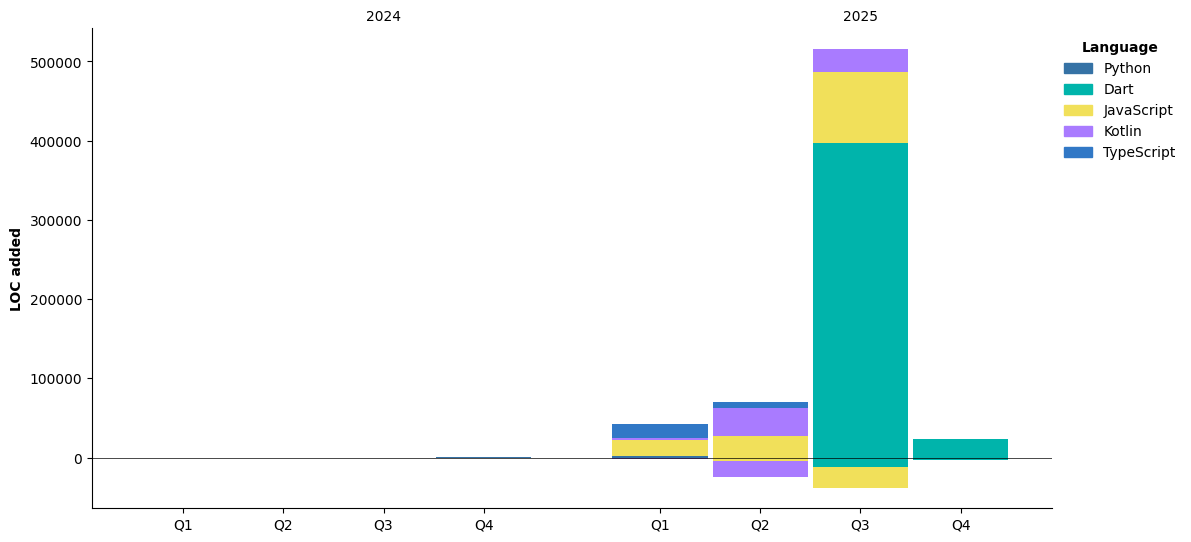 2024 2025
Language
Python
Dart
JavaScript
Kotlin
TypeScript
LOC added
500000
400000
300000
200000
100000
0
Q1 Q2 Q3 Q4 Q1 Q2 Q3 Q4